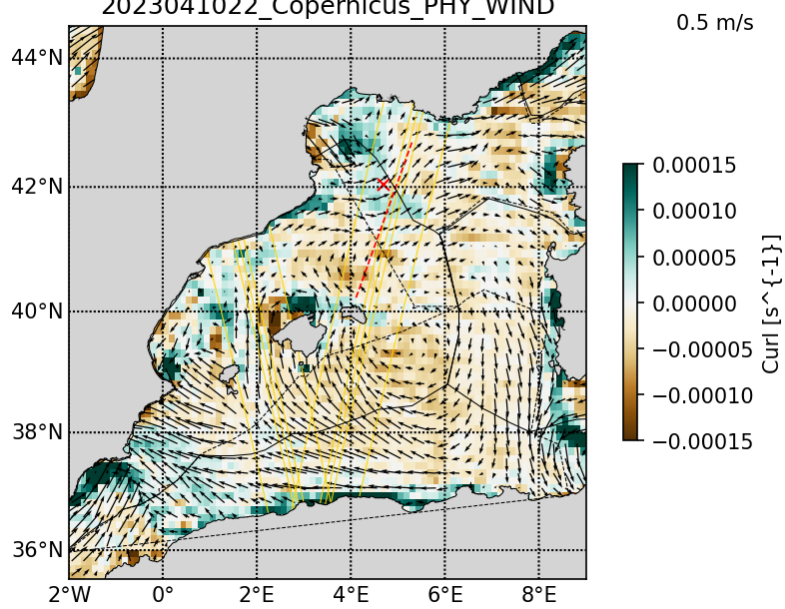 2023041022_Copernicus_PHY_WIND
0.5 m/s
44°N
42°N
40°N
38°N
36°N
2°W 0° 2°E 4°E 6°E 8°E
0.00015
0.00010
0.00005
0.00000
−0.00005
−0.00010
−0.00015
Curl [s^{-1}]